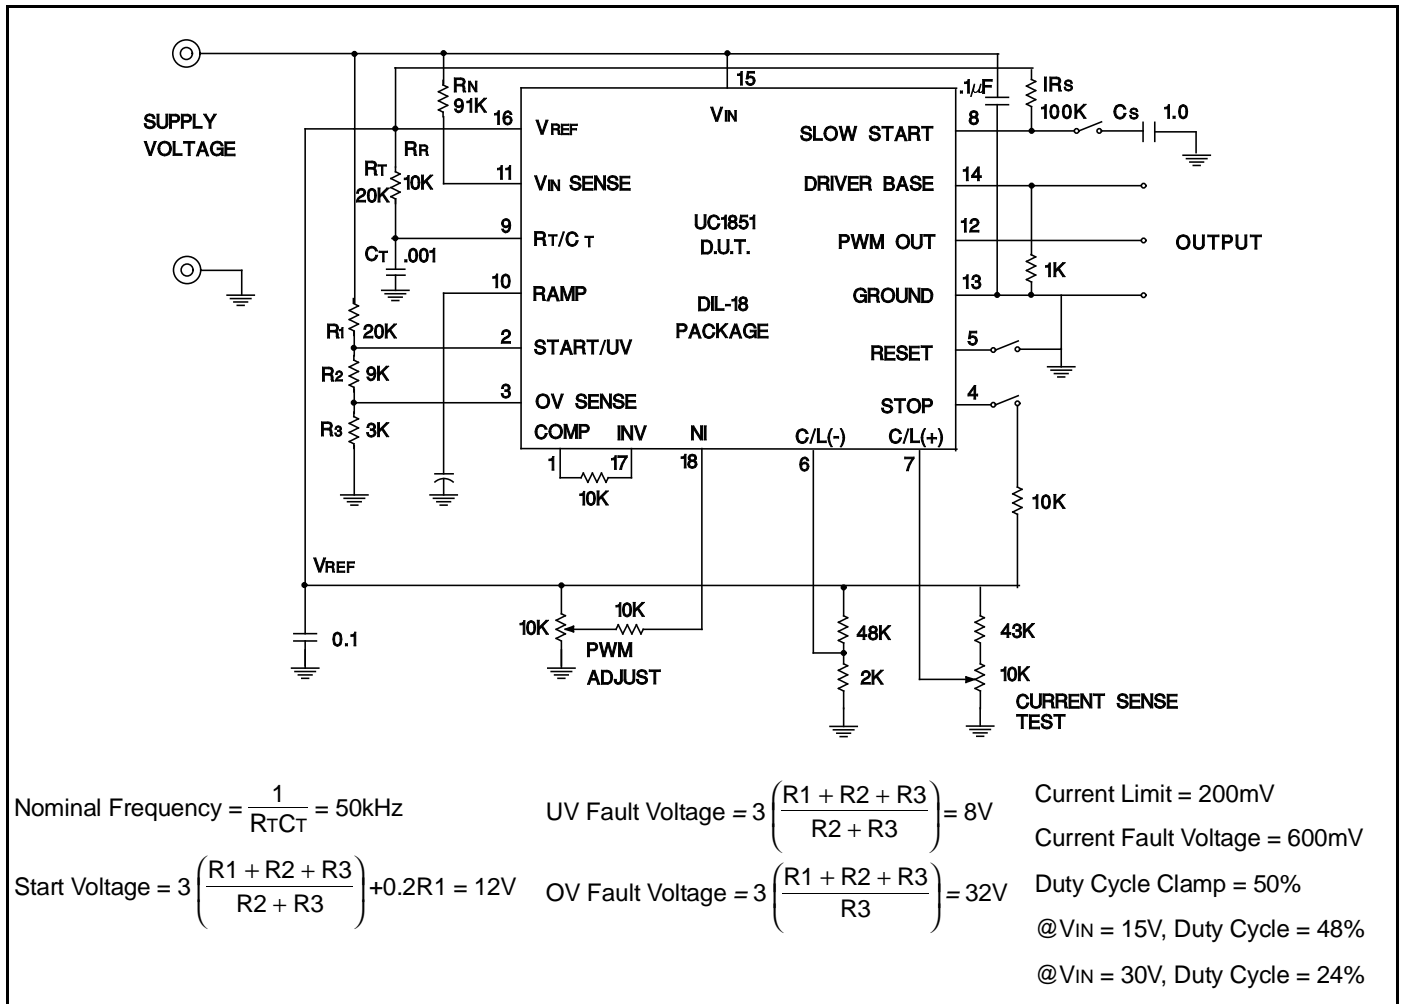 SUPPLY
VOLTAGE
RN
91K
16
VREF
RR
RT
10K
20K
11
VIN SENSE
9
RT/CT
CT .001
10
RAMP
R1 20K
2
START/UV
R2 9K
3
OV SENSE
R3 3K
15
VIN
UC1851
D.U.T.
DIL-18
PACKAGE
.1µF
IRS
100K
CS 1.0
8
SLOW START
14
DRIVER BASE
12
PWM OUT
OUTPUT
1K
13
GROUND
5
RESET
4
STOP
COMP INV NI C/L(-) C/L(+)
1 17 18 6 7
10K
10K
VREF
0.1
10K
10K
PWM
ADJUST
48K
2K
43K
10K
CURRENT SENSE
TEST
Nominal Frequency = 1 / RTCT = 50kHz
Start Voltage = 3 (R1 + R2 + R3 / R2 + R3) +0.2R1 = 12V
UV Fault Voltage = 3 (R1 + R2 + R3 / R2 + R3) = 8V
OV Fault Voltage = 3 (R1 + R2 + R3 / R3) = 32V
Current Limit = 200mV
Current Fault Voltage = 600mV
Duty Cycle Clamp = 50%
@VIN = 15V, Duty Cycle = 48%
@VIN = 30V, Duty Cycle = 24%